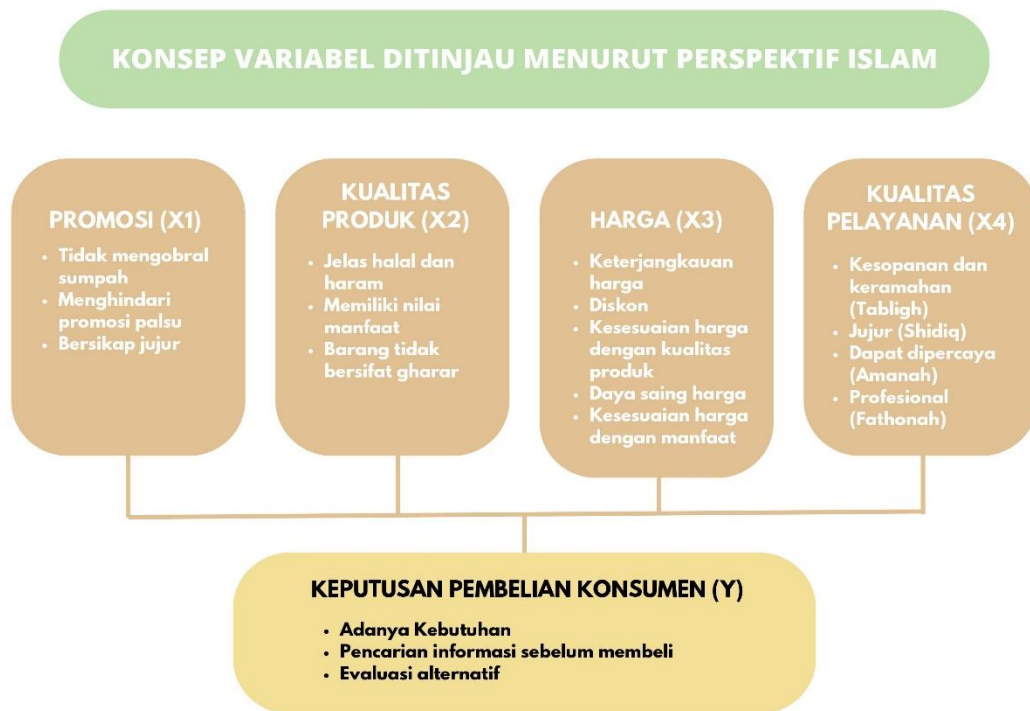 KONSEP VARIABEL DITINJAU MENURUT PERSPEKTIF ISLAM
PROMOSI (X1)
• Tidak mengobral
sumpah
• Menghindari
promosi palsu
• Bersikap jujur
KUALITAS
PRODUK (X2)
• Jelas halal dan
haram
• Memiliki nilai
manfaat
• Barang tidak
bersifat gharar
HARGA (X3)
• Keterjangkauan
harga
• Diskon
• Kesesuaian harga
dengan kualitas
produk
• Daya saing harga
• Kesesuaian harga
dengan manfaat
KUALITAS
PELAYANAN (X4)
• Kesopanan dan
keramahan
(Tabligh)
• Jujur (Shidiq)
• Dapat dipercaya
(Amanah)
• Profesional
(Fathonah)
KEPUTUSAN PEMBELIAN KONSUMEN (Y)
• Adanya Kebutuhan
• Pencarian informasi sebelum membeli
• Evaluasi alternatif